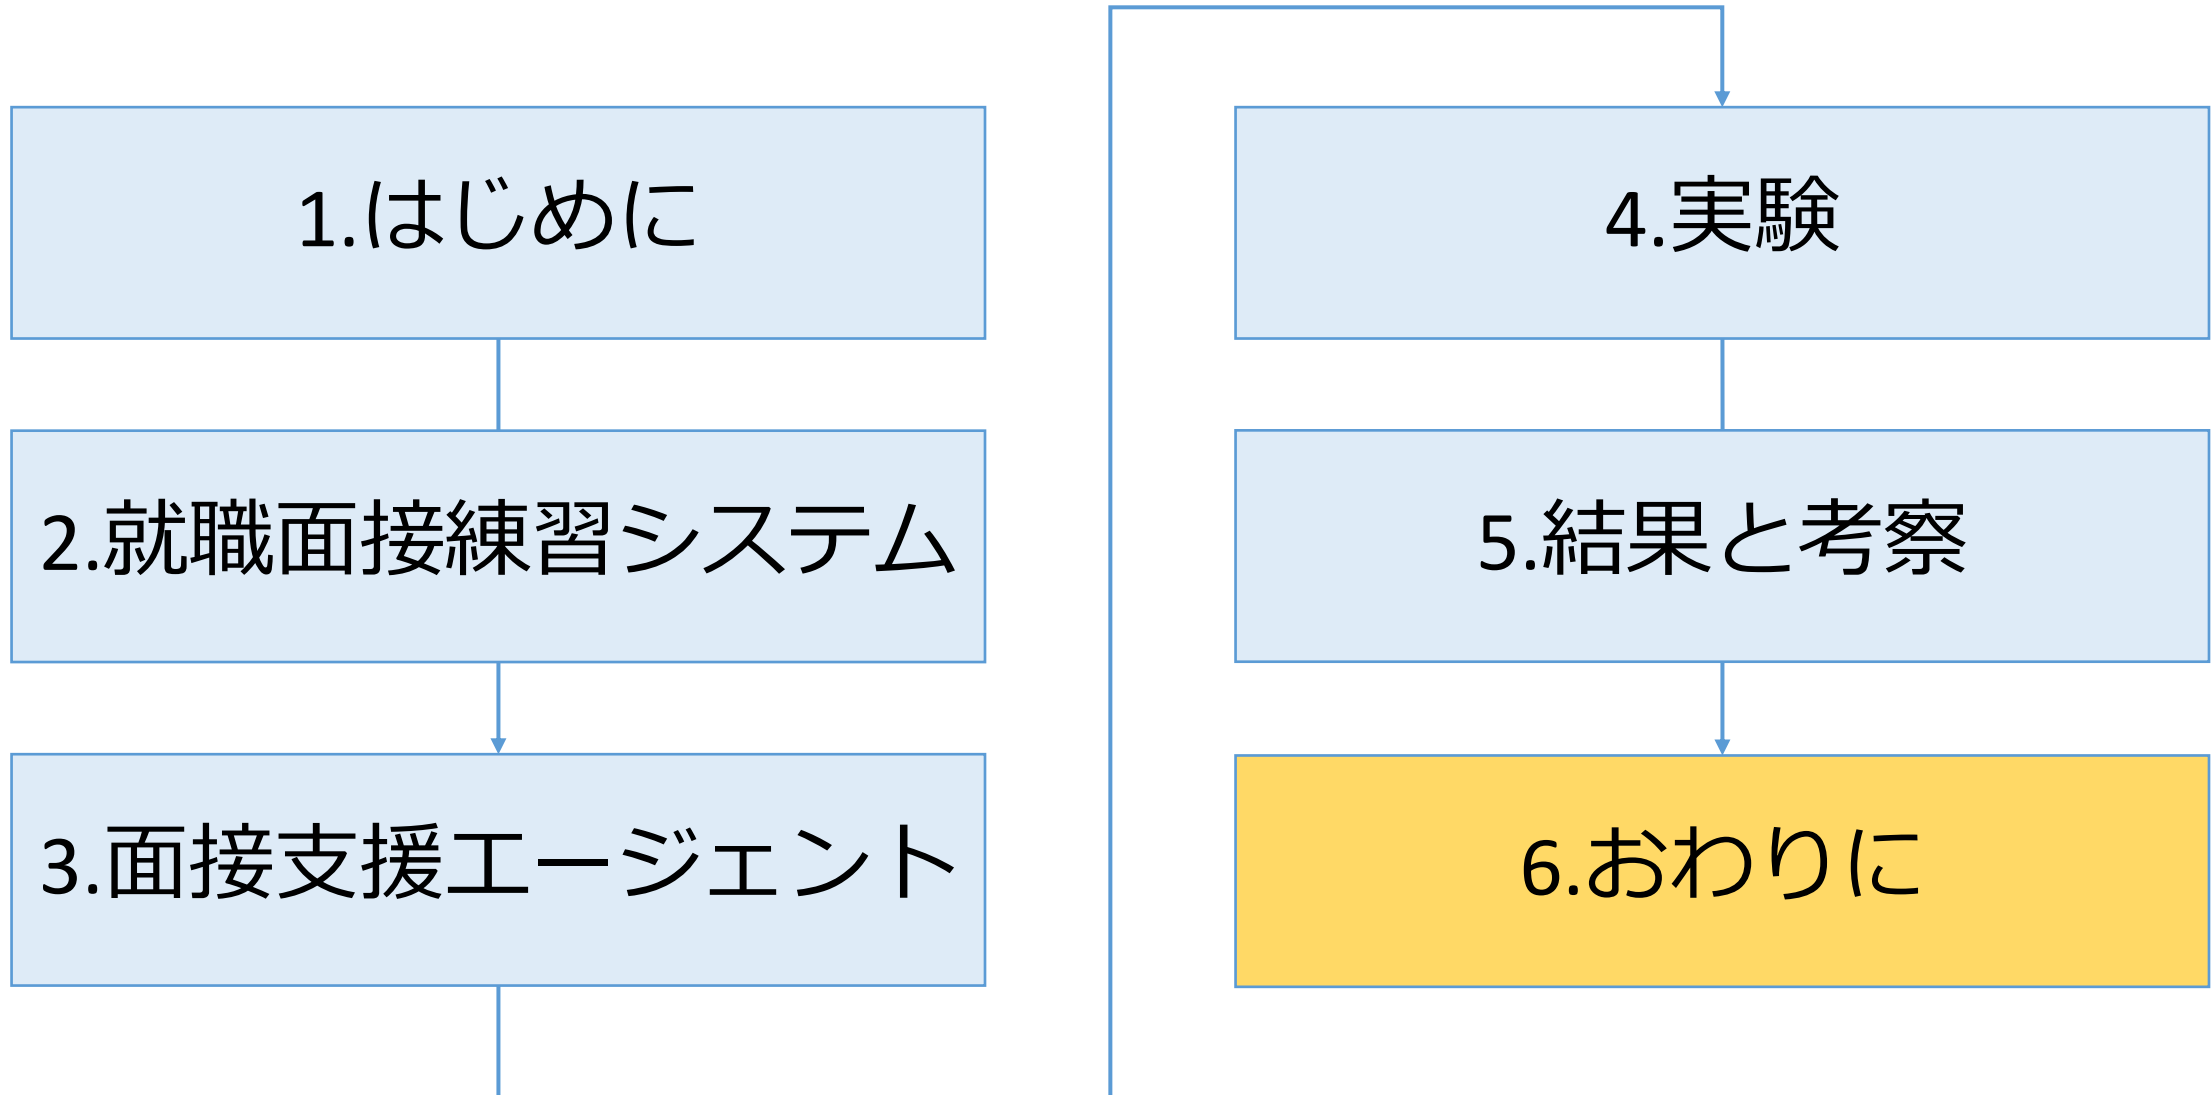 1.はじめに
2.就職面接練習システム
3.面接支援エージェント
4.実験
5.結果と考察
6.おわりに